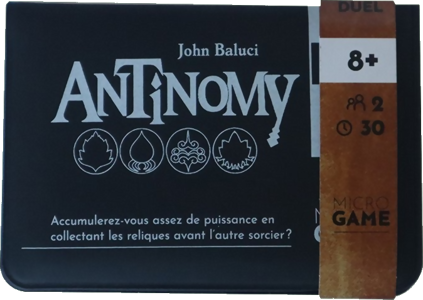 DUEL
John Baluci
8+
ANTINOMY
2
30
MICRO
GAME
Accumulerez-vous assez de puissance en
collectant les reliques avant l'autre sorcier ?